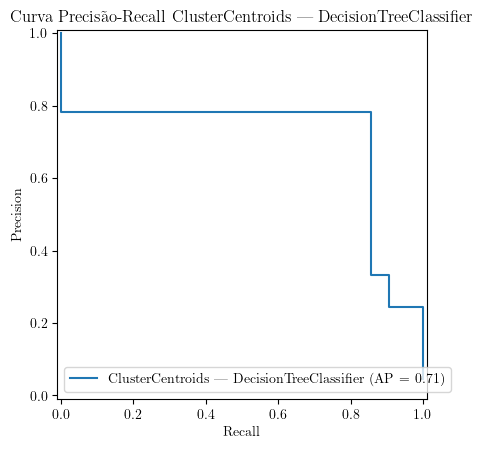 Curva Precisão-Recall ClusterCentroids — DecisionTreeClassifier
1.0
0.8
0.6
0.4
0.2
0.0
Precision
ClusterCentroids — DecisionTreeClassifier (AP = 0.71)
0.0 0.2 0.4 0.6 0.8 1.0
Recall